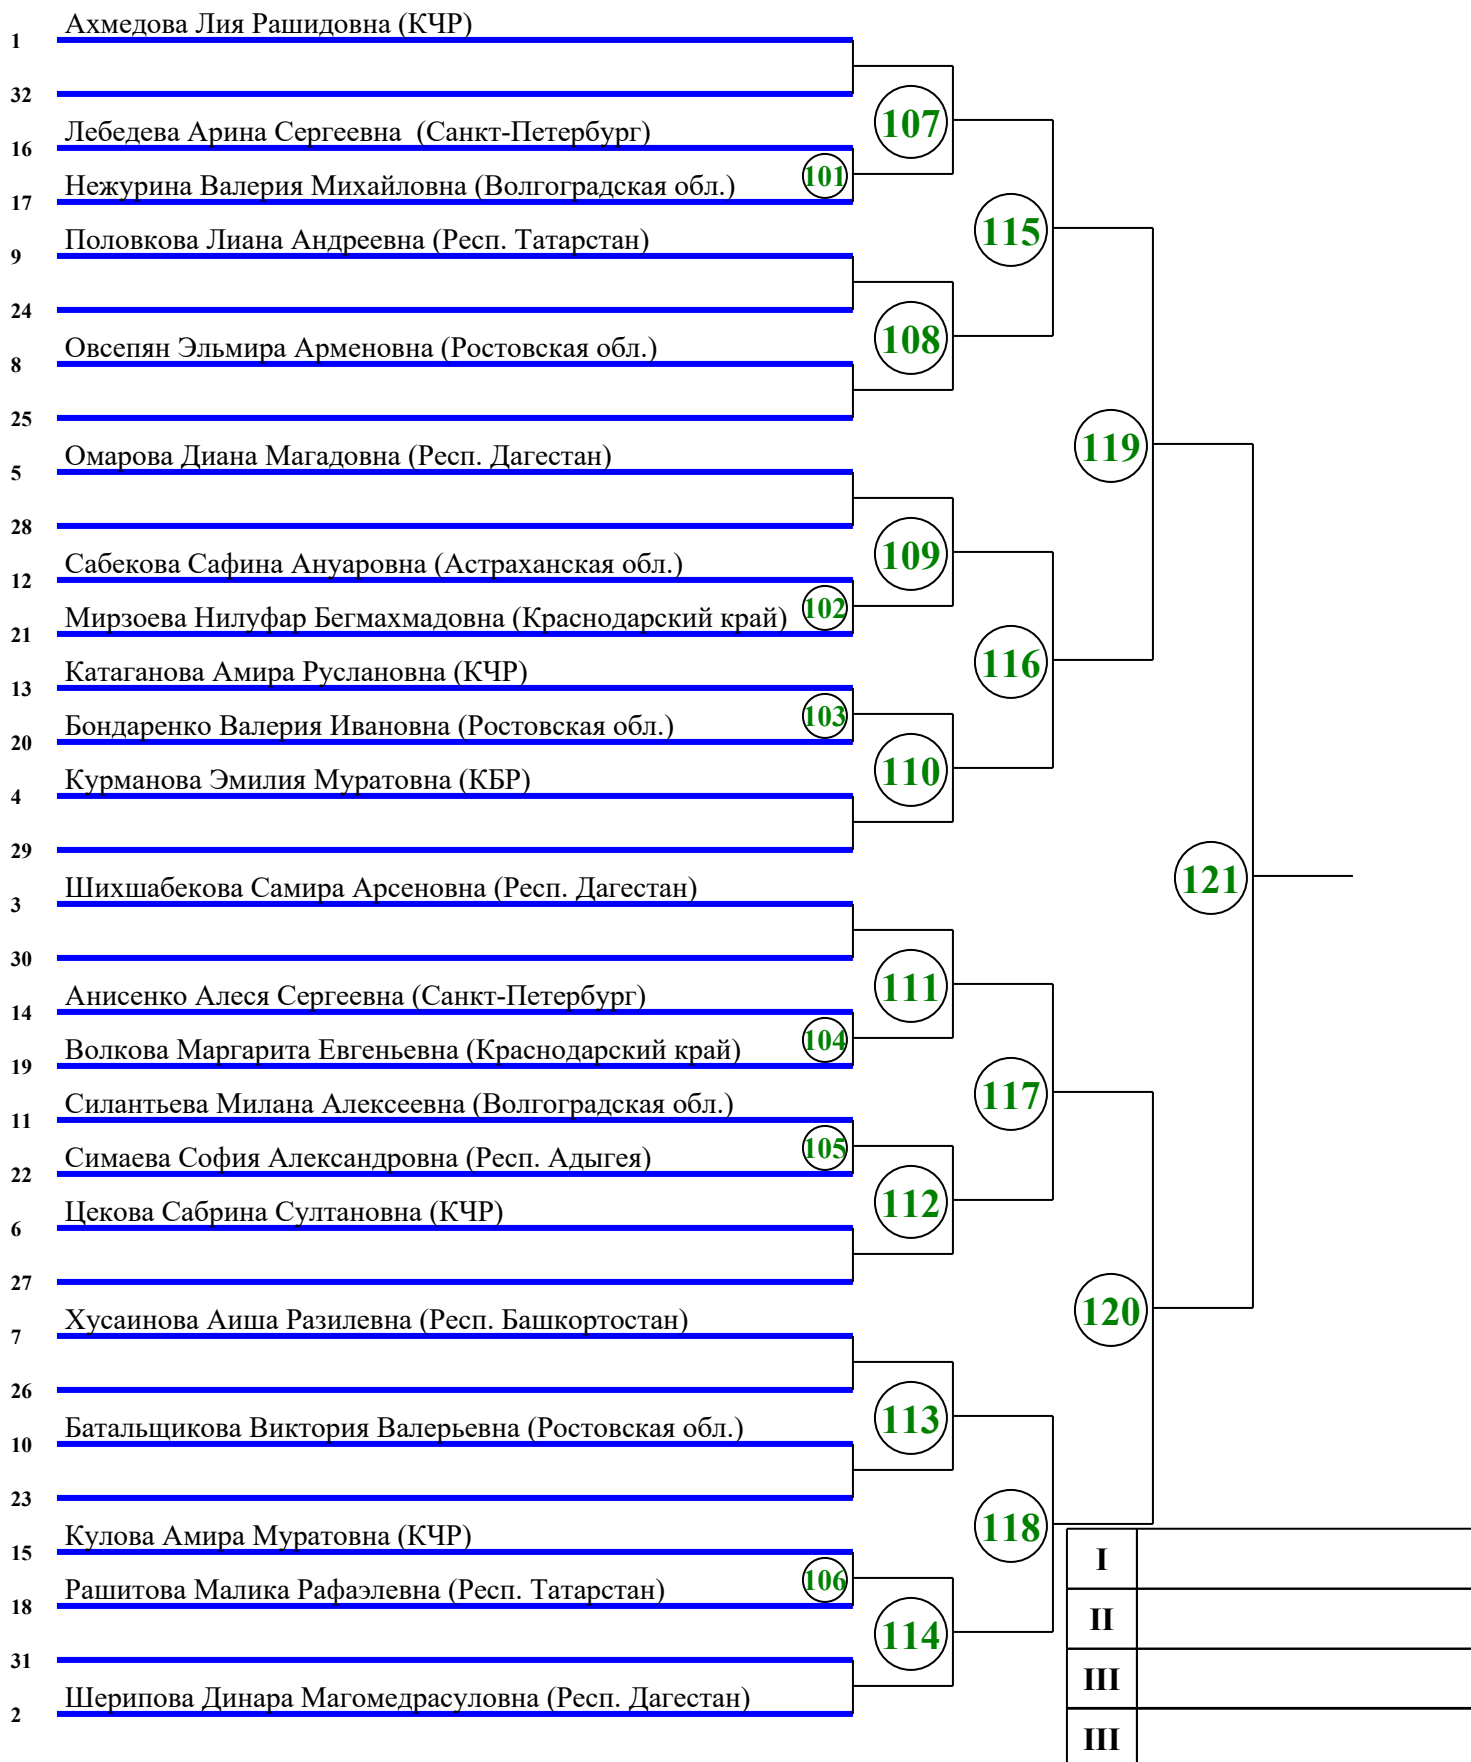 Ахмедова Лия Рашидовна (КЧР)
1
32
107
Лебедева Арина Сергеевна (Санкт-Петербург)
16
101
Нежурина Валерия Михайловна (Волгоградская обл.)
17
115
Половкова Лиана Андреевна (Респ. Татарстан)
9
24
108
Овсепян Эльмира Арменовна (Ростовская обл.)
8
25
119
Омарова Диана Магадовна (Респ. Дагестан)
5
28
109
Сабекова Сафина Ануаровна (Астраханская обл.)
12
102
Мирзоева Нилуфар Бегмахмадовна (Краснодарский край)
21
116
Катаганова Амира Руслановна (КЧР)
13
103
Бондаренко Валерия Ивановна (Ростовская обл.)
20
110
Курманова Эмилия Муратовна (КБР)
4
29
121
Шихшабекова Самира Арсеновна (Респ. Дагестан)
3
30
111
Анисенко Алеся Сергеевна (Санкт-Петербург)
14
104
Волкова Маргарита Евгеньевна (Краснодарский край)
19
117
Силантьева Милана Алексеевна (Волгоградская обл.)
11
105
Симаева София Александровна (Респ. Адыгея)
22
112
Цекова Сабрина Султановна (КЧР)
6
27
120
Хусаинова Аиша Разилевна (Респ. Башкортостан)
7
26
113
Батальщикова Виктория Валерьевна (Ростовская обл.)
10
23
118
Кулова Амира Муратовна (КЧР)
15
I
106
Рашитова Малика Рафаэлевна (Респ. Татарстан)
18
II
114
31
III
Шерипова Динара Магомедрасуловна (Респ. Дагестан)
2
III